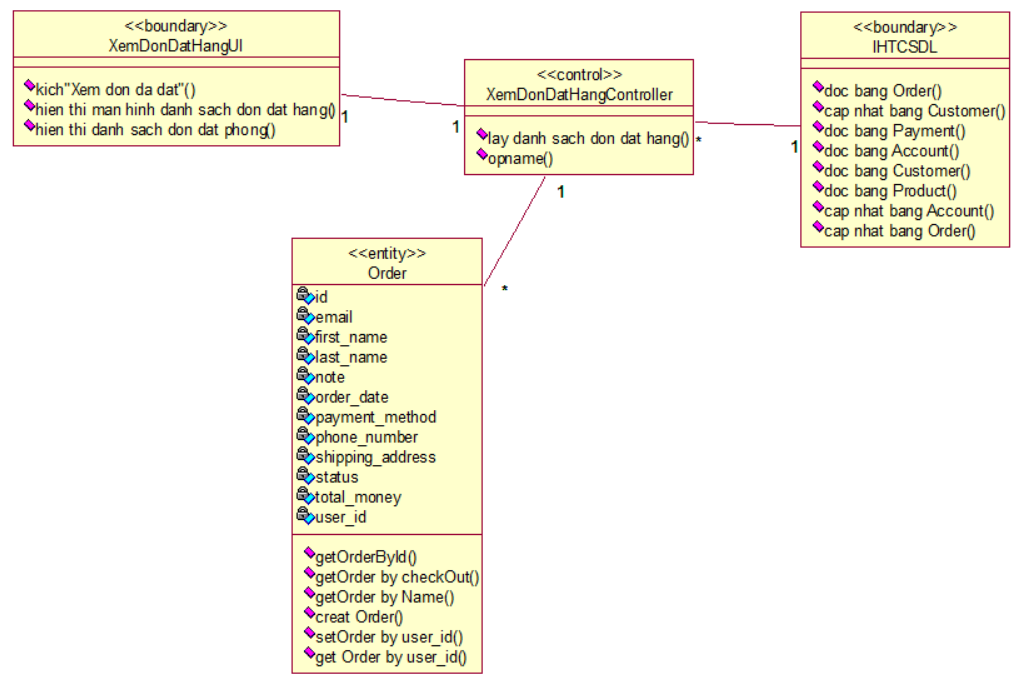 <<boundary>>
XemDonDatHangUI
kich"Xem don da dat"()
hien thi man hinh danh sach don dat hang()
hien thi danh sach don dat phong()
1
1
<<control>>
XemDonDatHangController
lay danh sach don dat hang()
opname()
*
1
<<boundary>>
IHTCSDL
doc bang Order()
cap nhat bang Customer()
doc bang Payment()
doc bang Account()
doc bang Customer()
doc bang Product()
cap nhat bang Account()
cap nhat bang Order()
1
*
<<entity>>
Order
id
email
first_name
last_name
note
order_date
payment_method
phone_number
shipping_address
status
total_money
user_id
getOrderById()
getOrder by checkOut()
getOrder by Name()
creat Order()
setOrder by user_id()
get Order by user_id()